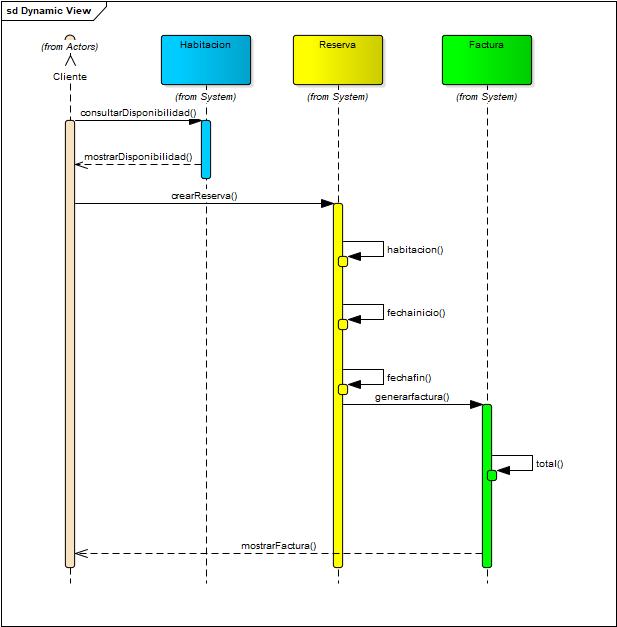 sd Dynamic View
(from Actors)
Cliente
Habitacion
(from System)
Reserva
(from System)
Factura
(from System)
consultarDisponibilidad()
mostrarDisponibilidad()
crearReserva()
habitacion()
fechainicio()
fechafin()
generarfactura()
total()
mostrarFactura()